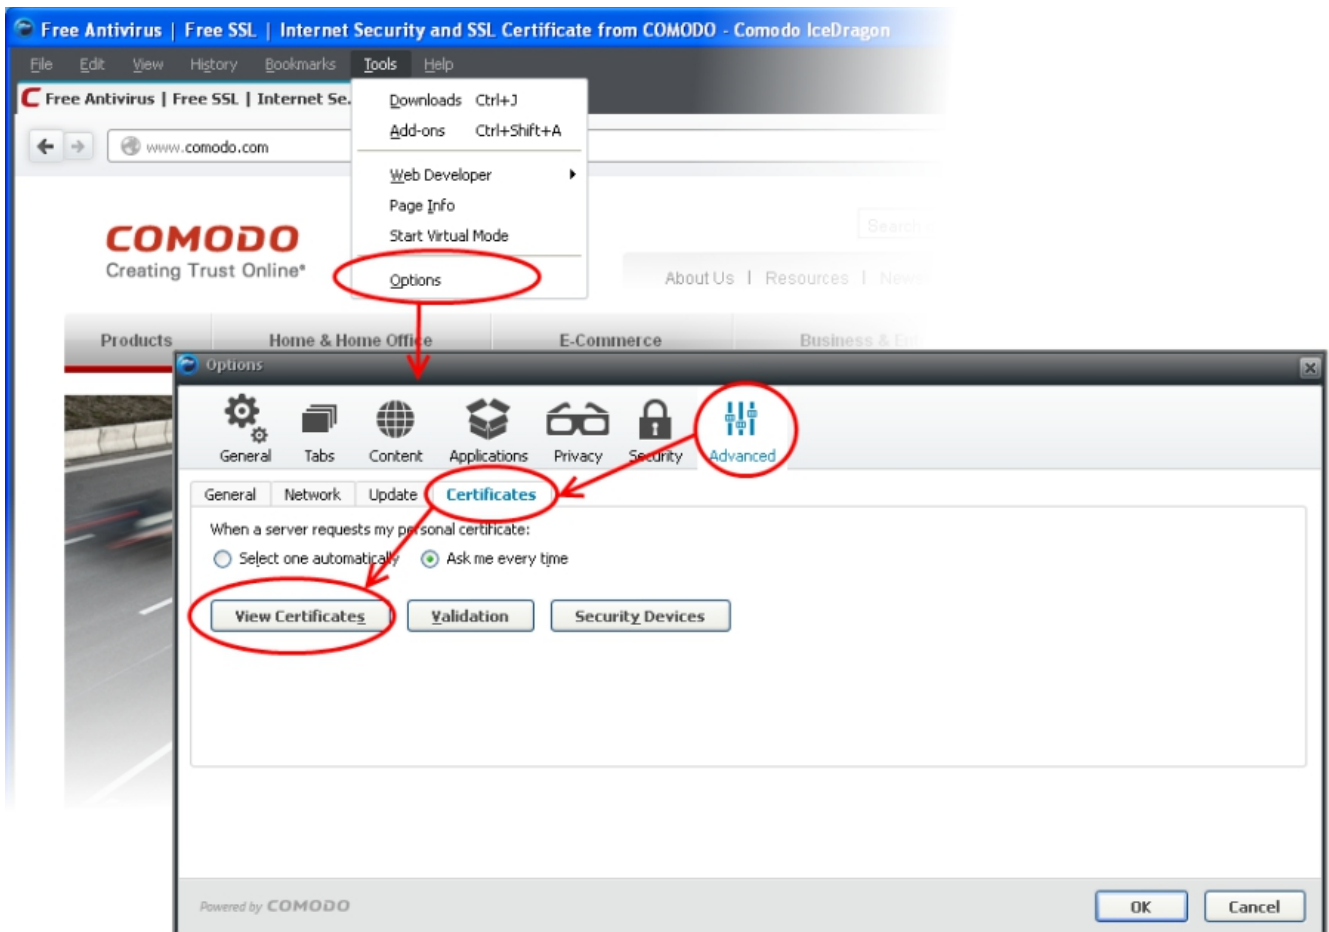 Free Antivirus | Free SSL | Internet Security and SSL Certificate from COMODO - Comodo IceDragon
File Edit View History Bookmarks Tools Help
Free Antivirus | Free SSL | Internet Se.
Downloads Ctrl+J
Add-ons Ctrl+Shift+A
www.comodo.com
Web Developer
Page Info
Start Virtual Mode
Options
COMODO
Creating Trust Online®
Search
About Us | Resources | News
Products Home & Home Office E-Commerce Business &
Options
General Tabs Content Applications Privacy Security Advanced
General Network Update Certificates
When a server requests my personal certificate:
Select one automatically Ask me every time
View Certificates Validation Security Devices
Powered by COMODO
OK Cancel